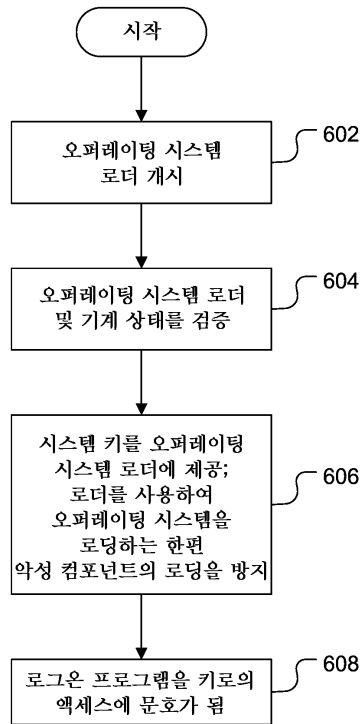 시작
오퍼레이팅 시스템
로더 개시
602
오퍼레이팅 시스템 로더
및 기계 상태를 검증
604
시스템 키를 오퍼레이팅
시스템 로더에 제공;
로더를 사용하여
오퍼레이팅 시스템을
로딩하는 한편
악성 컴포넌트의 로딩을 방지
606
로그온 프로그램을 키로의
액세스에 문호가 됨
608